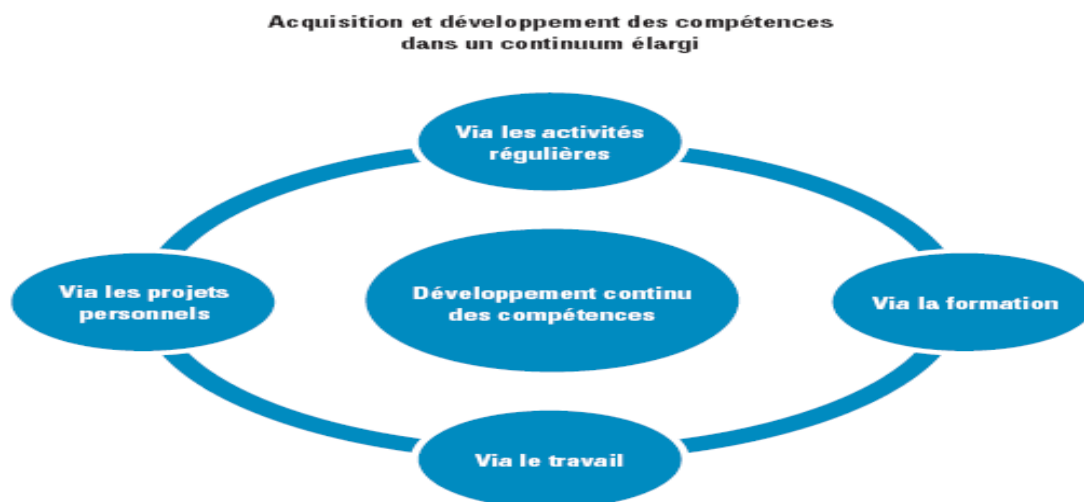 Acquisition et développement des compétences
dans un continuum élargi
Via les activités
régulières
Via les projets
personnels
Développement continu
des compétences
Via la formation
Via le travail